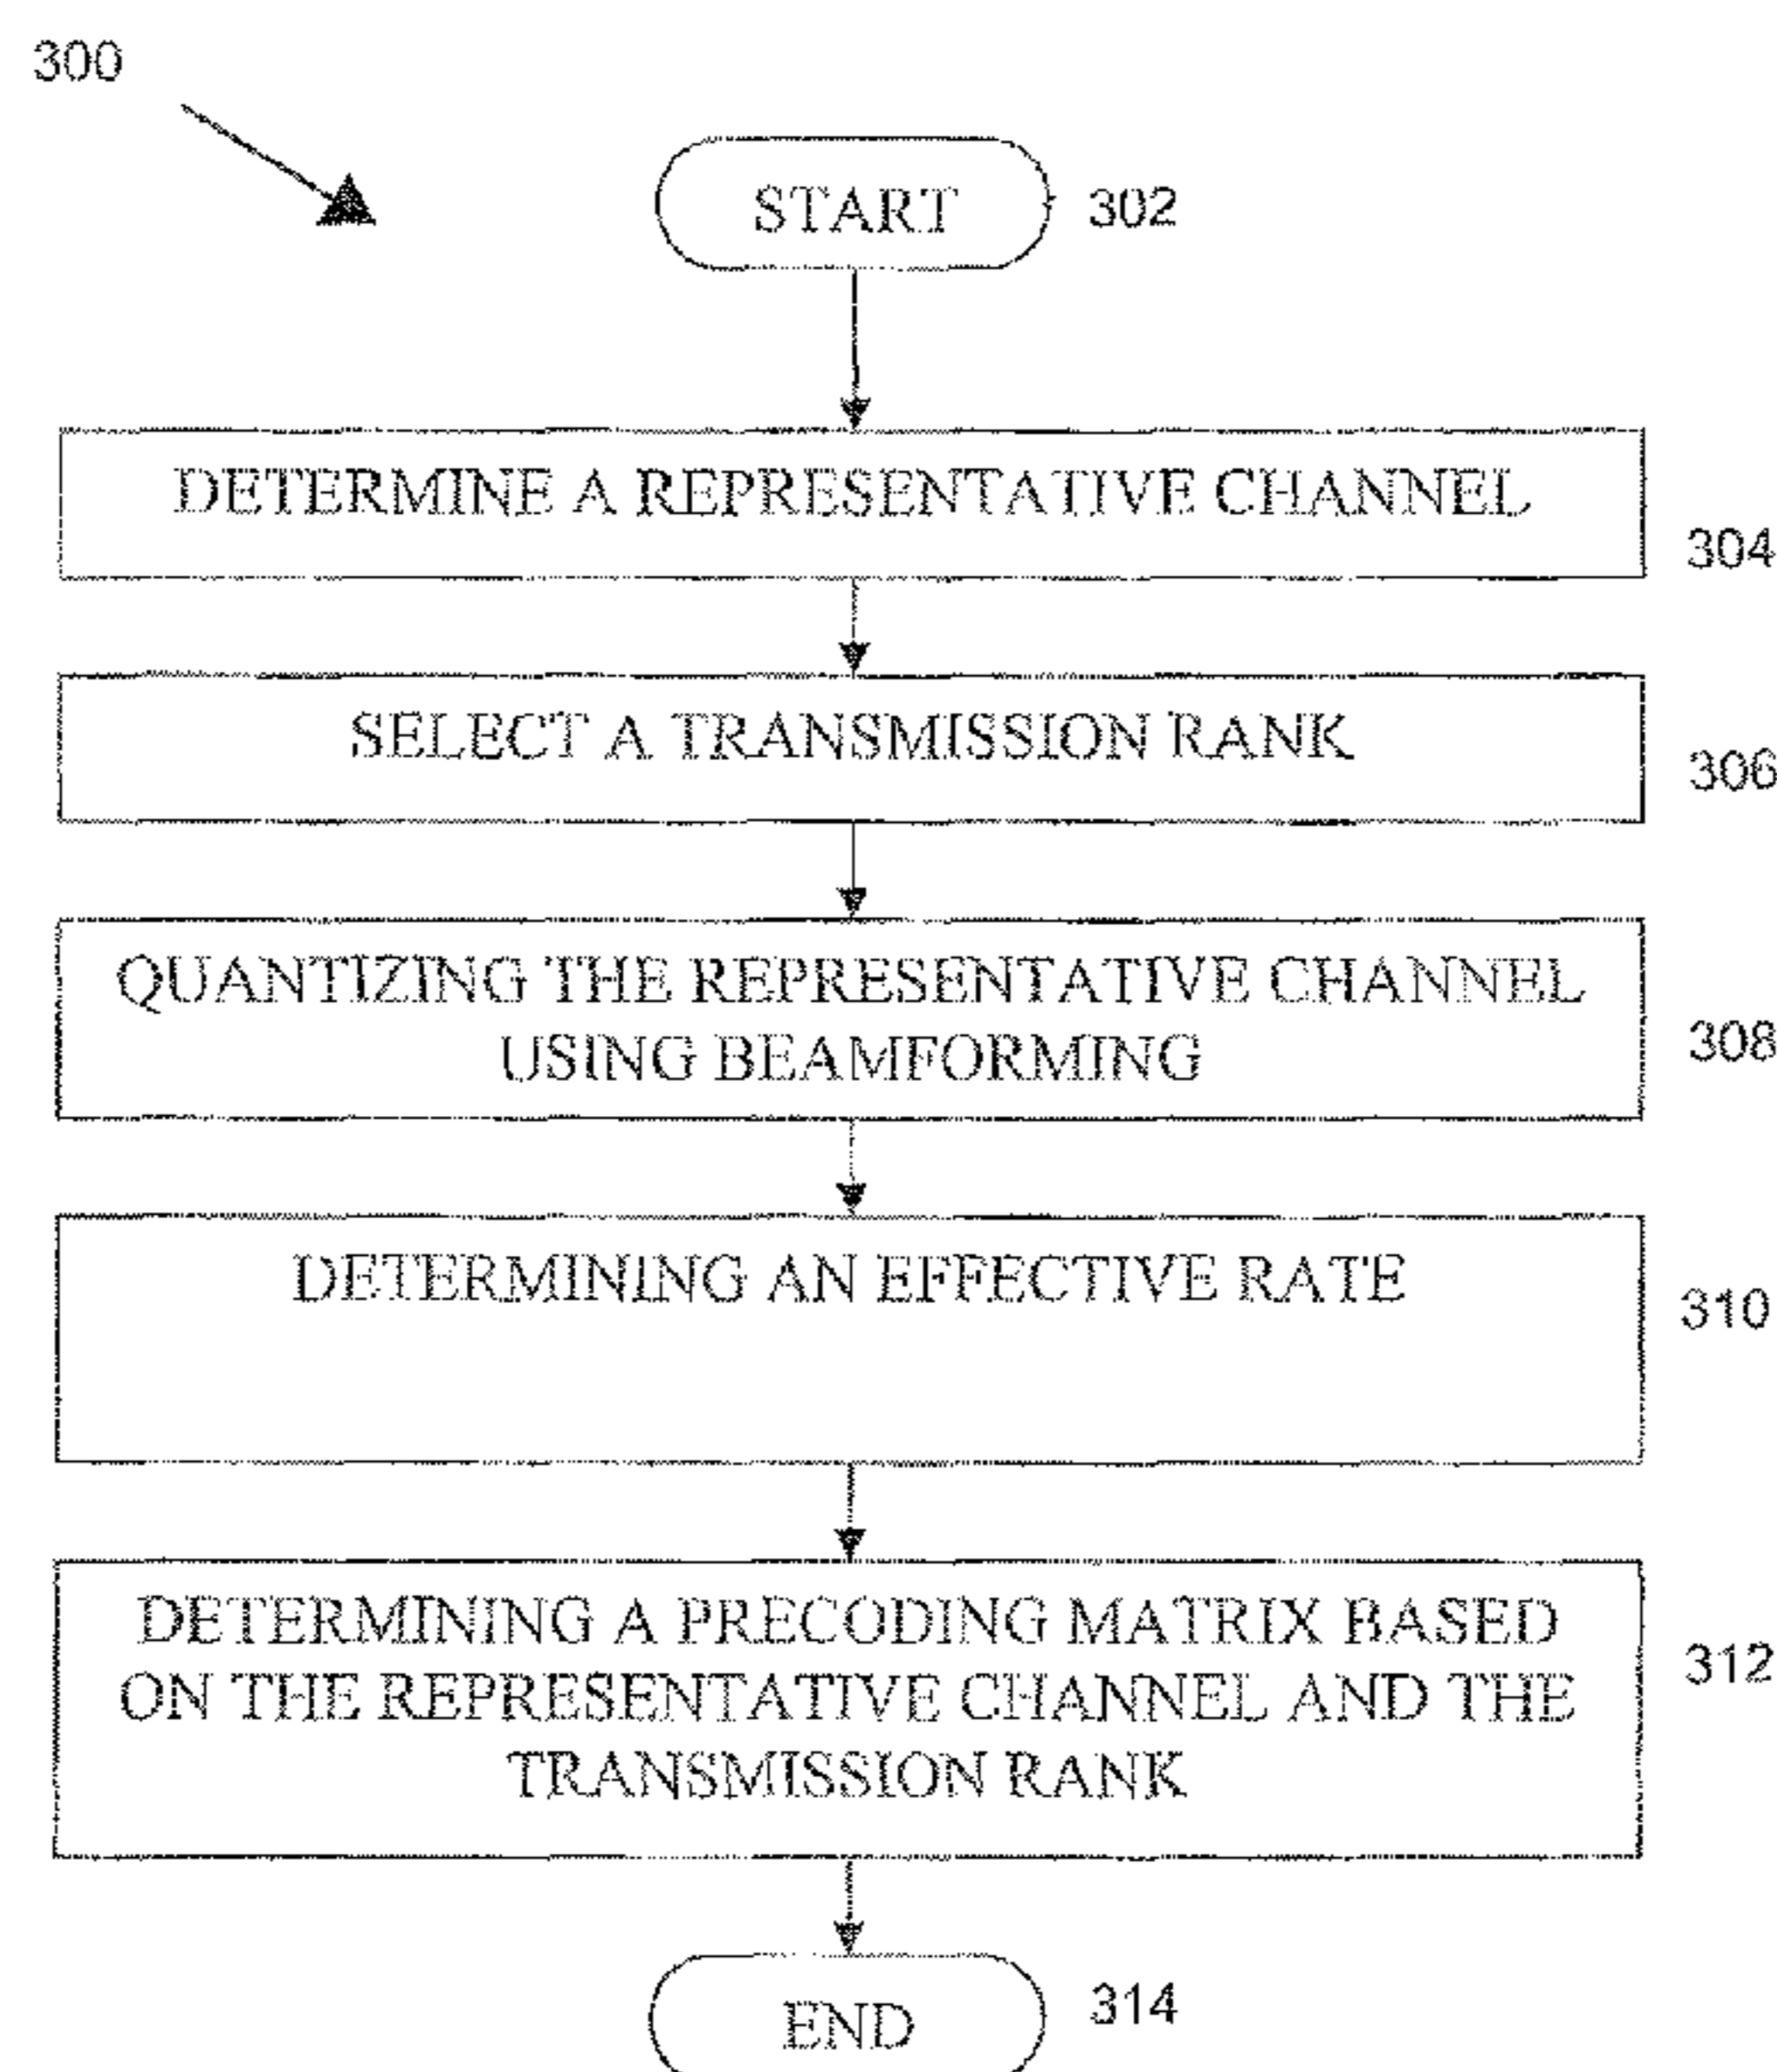 300
START
302
DETERMINE A REPRESENTATIVE CHANNEL
304
SELECT A TRANSMISSION RANK
306
QUANTIZING THE REPRESENTATIVE CHANNEL
USING BEAMFORMING
308
DETERMINING AN EFFECTIVE RATE
310
DETERMINING A PRECODING MATRIX BASED
ON THE REPRESENTATIVE CHANNEL AND THE
TRANSMISSION RANK
312
END
314